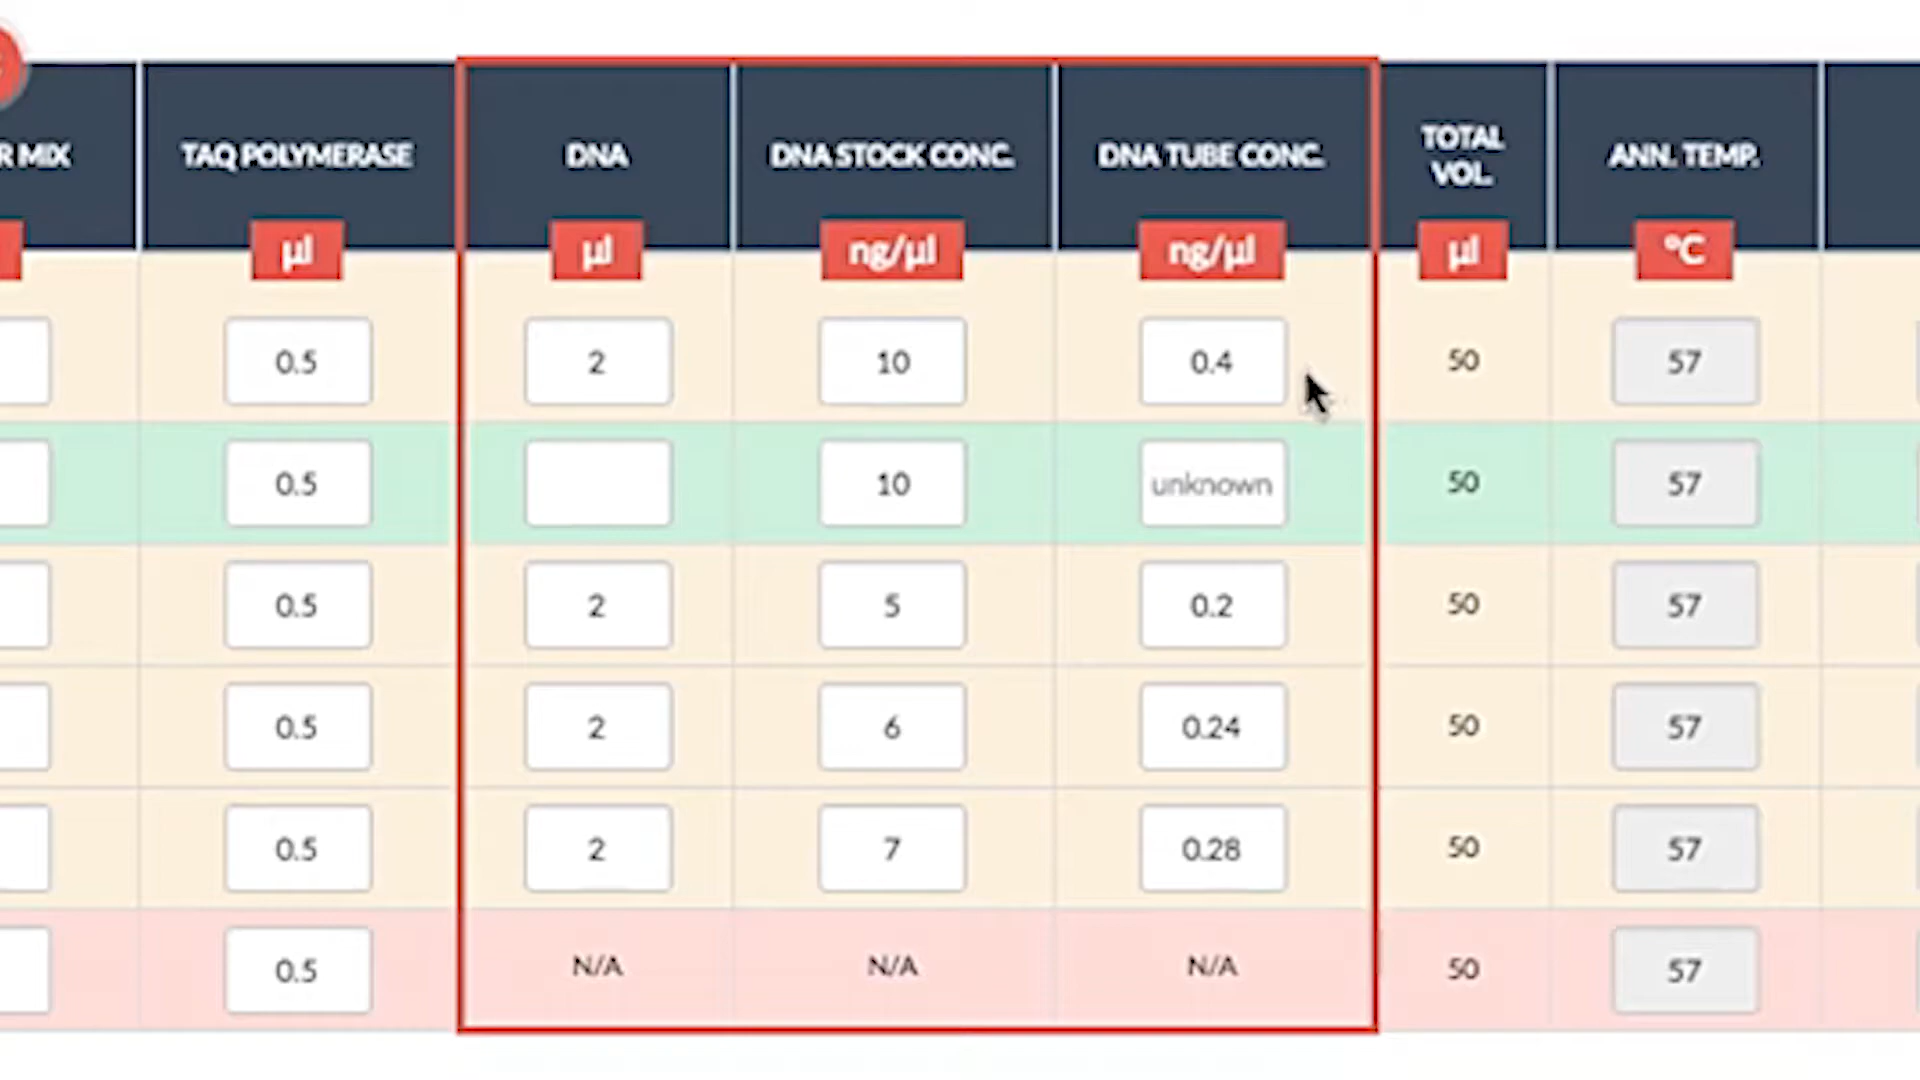 R MIX TAQ POLYMERASE DNA DNA STOCK CONC. DNA TUBE CONC. TOTAL VOL. ANN. TEMP.
µl µl ng/µl ng/µl µl °C
0.5 2 10 0.4 50 57
0.5 10 unknown 50 57
0.5 2 5 0.2 50 57
0.5 2 6 0.24 50 57
0.5 2 7 0.28 50 57
0.5 N/A N/A N/A 50 57